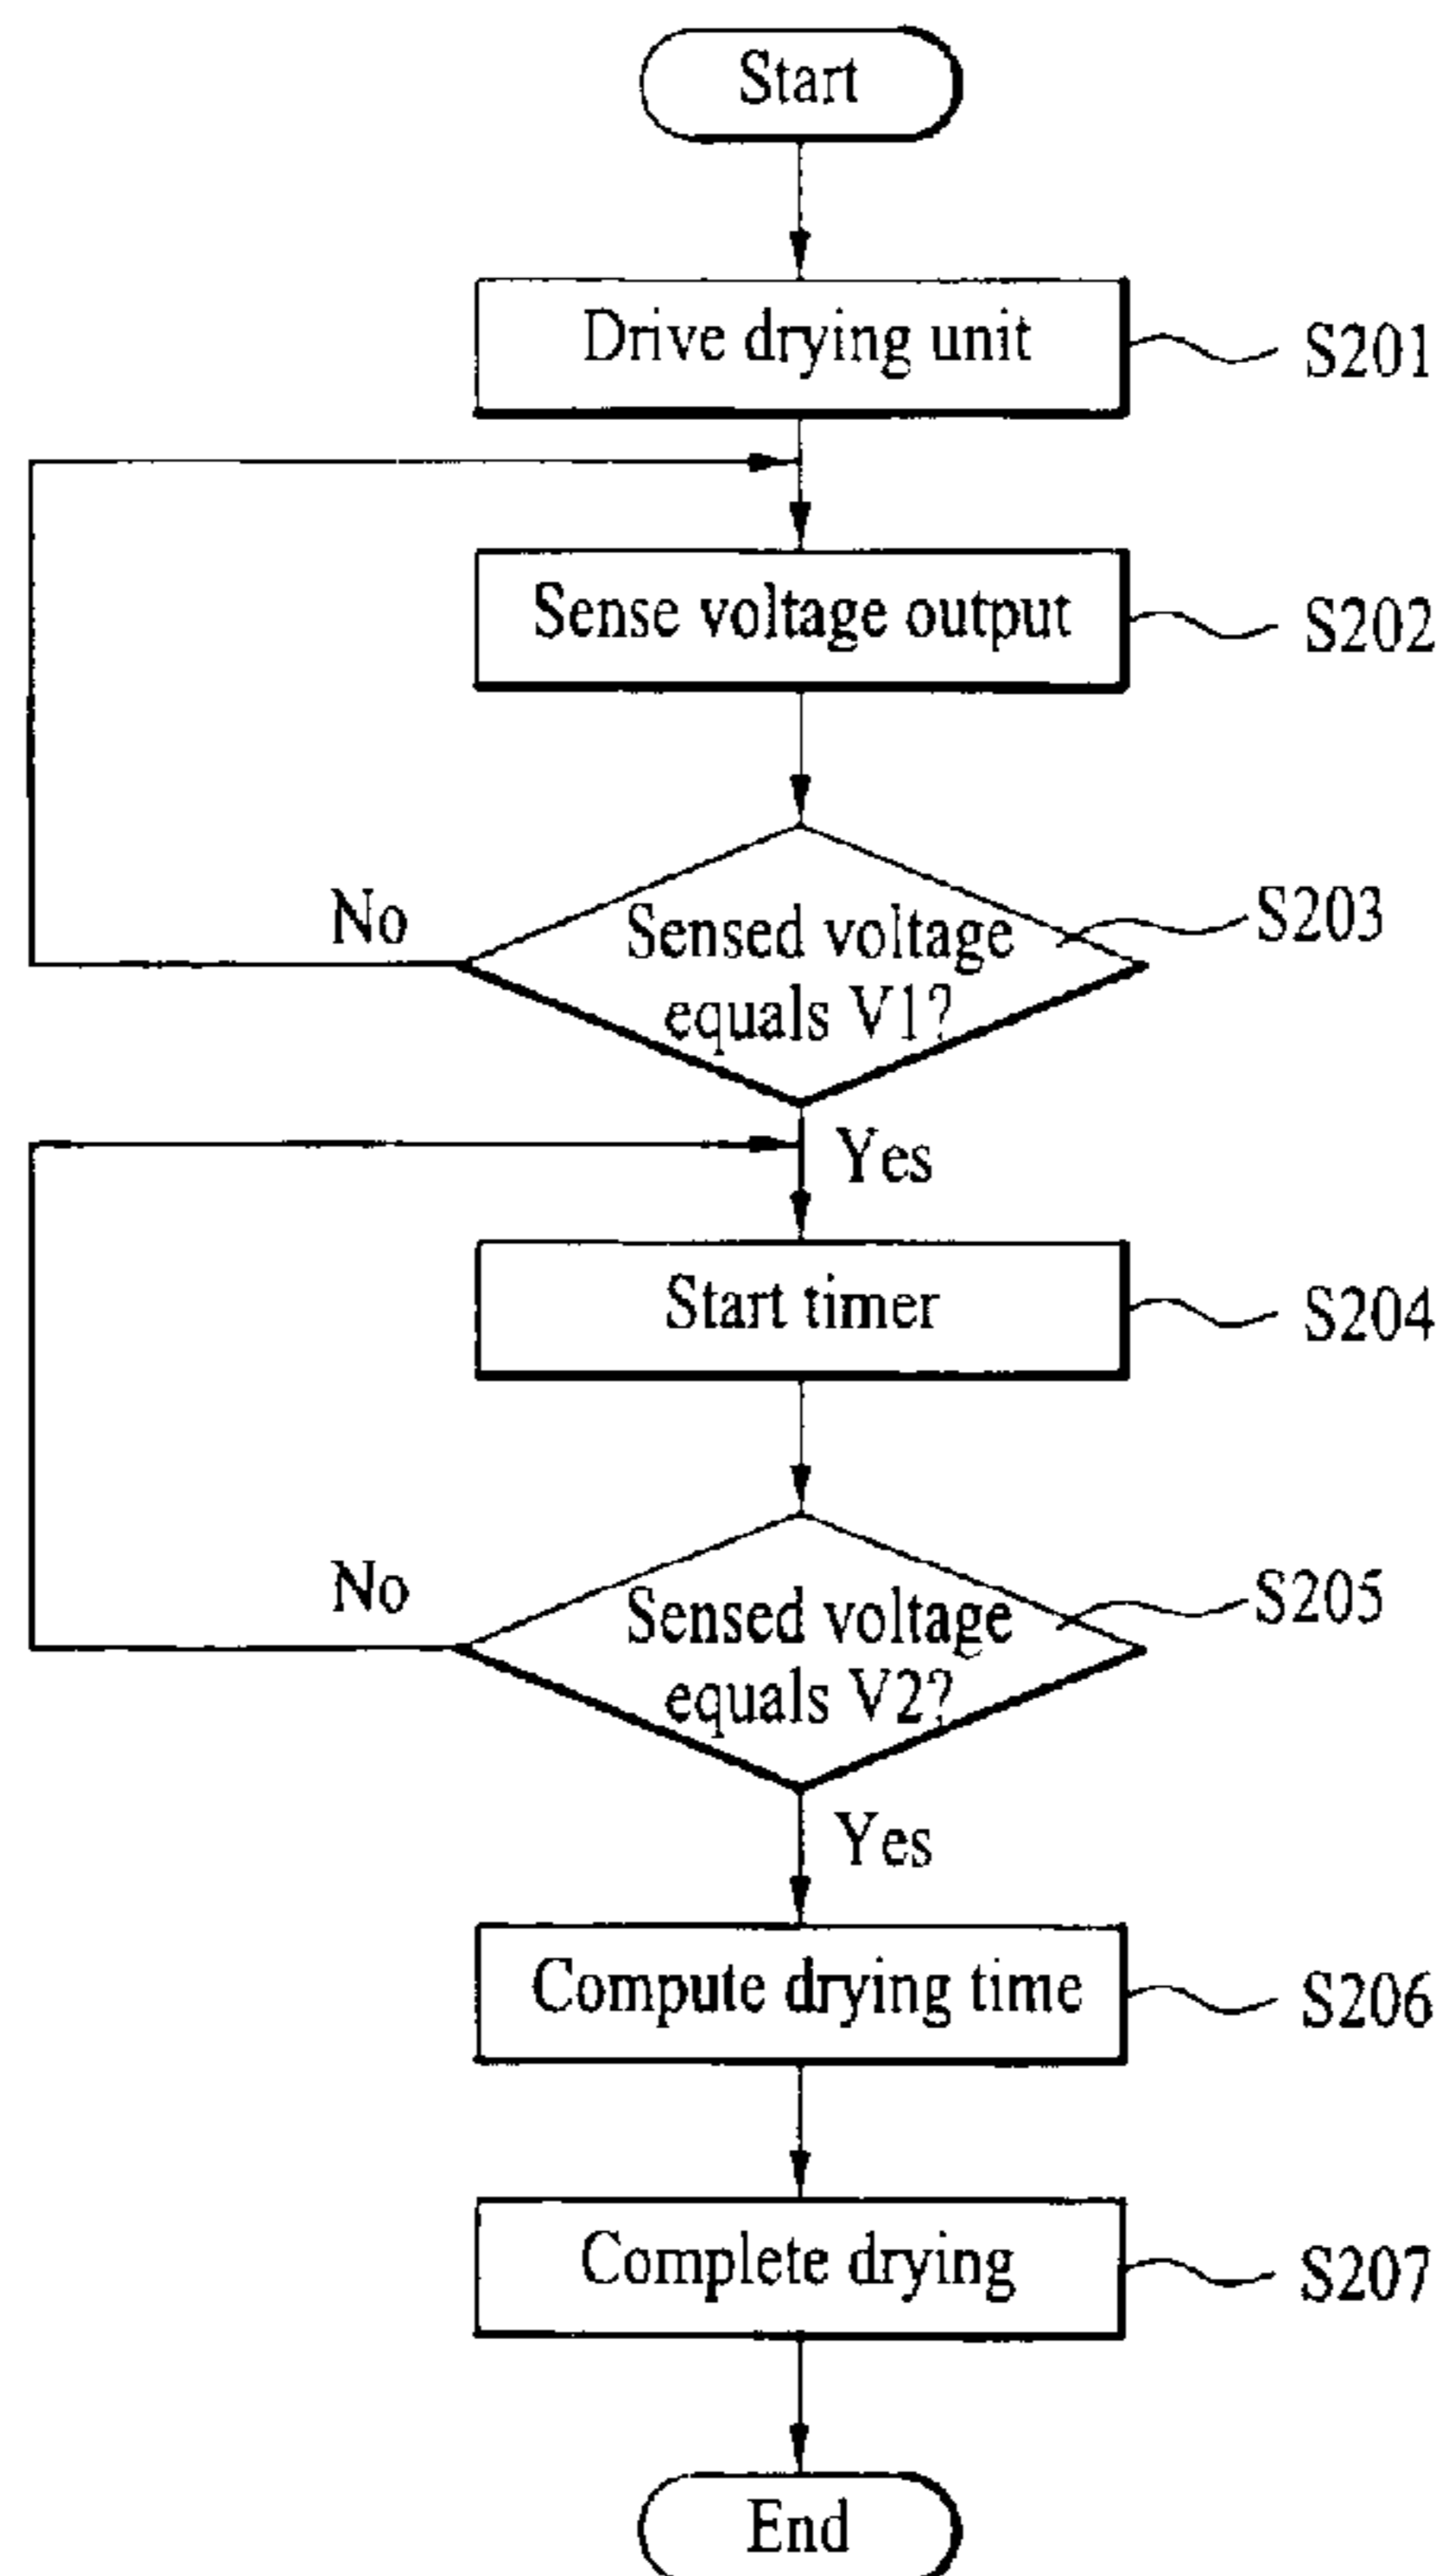 Start
Drive drying unit
S201
Sense voltage output
S202
No
Sensed voltage
equals V1?
S203
Yes
Start timer
S204
No
Sensed voltage
equals V2?
S205
Yes
Compute drying time
S206
Complete drying
S207
End